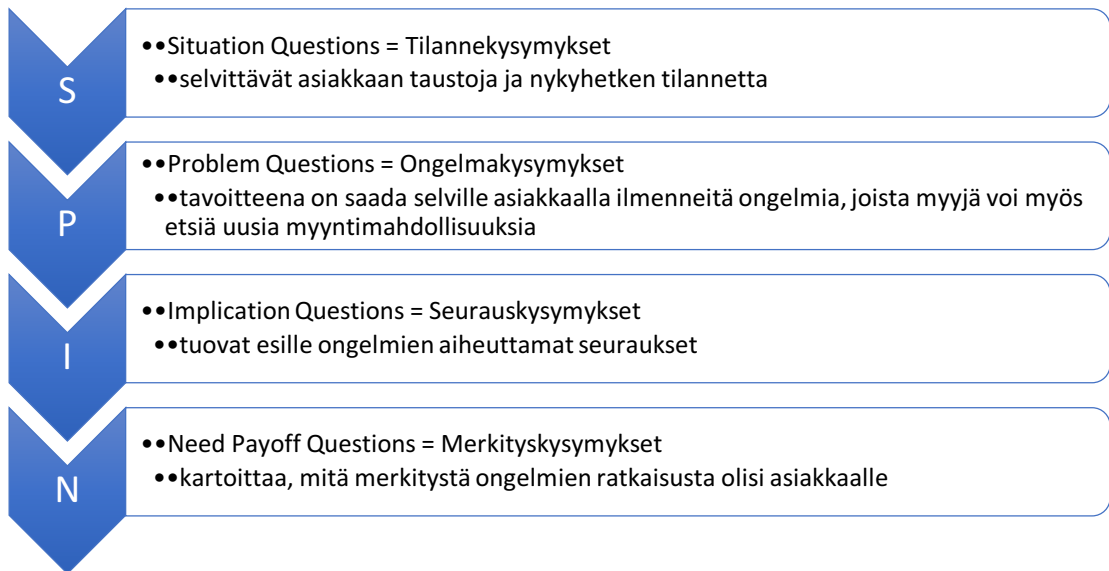 S
••Situation Questions = Tilannekysymykset
••selvittävät asiakkaan taustoja ja nykyhetken tilannetta
P
••Problem Questions = Ongelmakysymykset
••tavoitteena on saada selville asiakkaalla ilmenneitä ongelmia, joista myyjä voi myös
etsiä uusia myyntimahdollisuuksia
I
••Implication Questions = Seurauskysymykset
••tuovat esille ongelmien aiheuttamat seuraukset
N
••Need Payoff Questions = Merkityskysymykset
••kartoittaa, mitä merkitystä ongelmien ratkaisusta olisi asiakkaalle